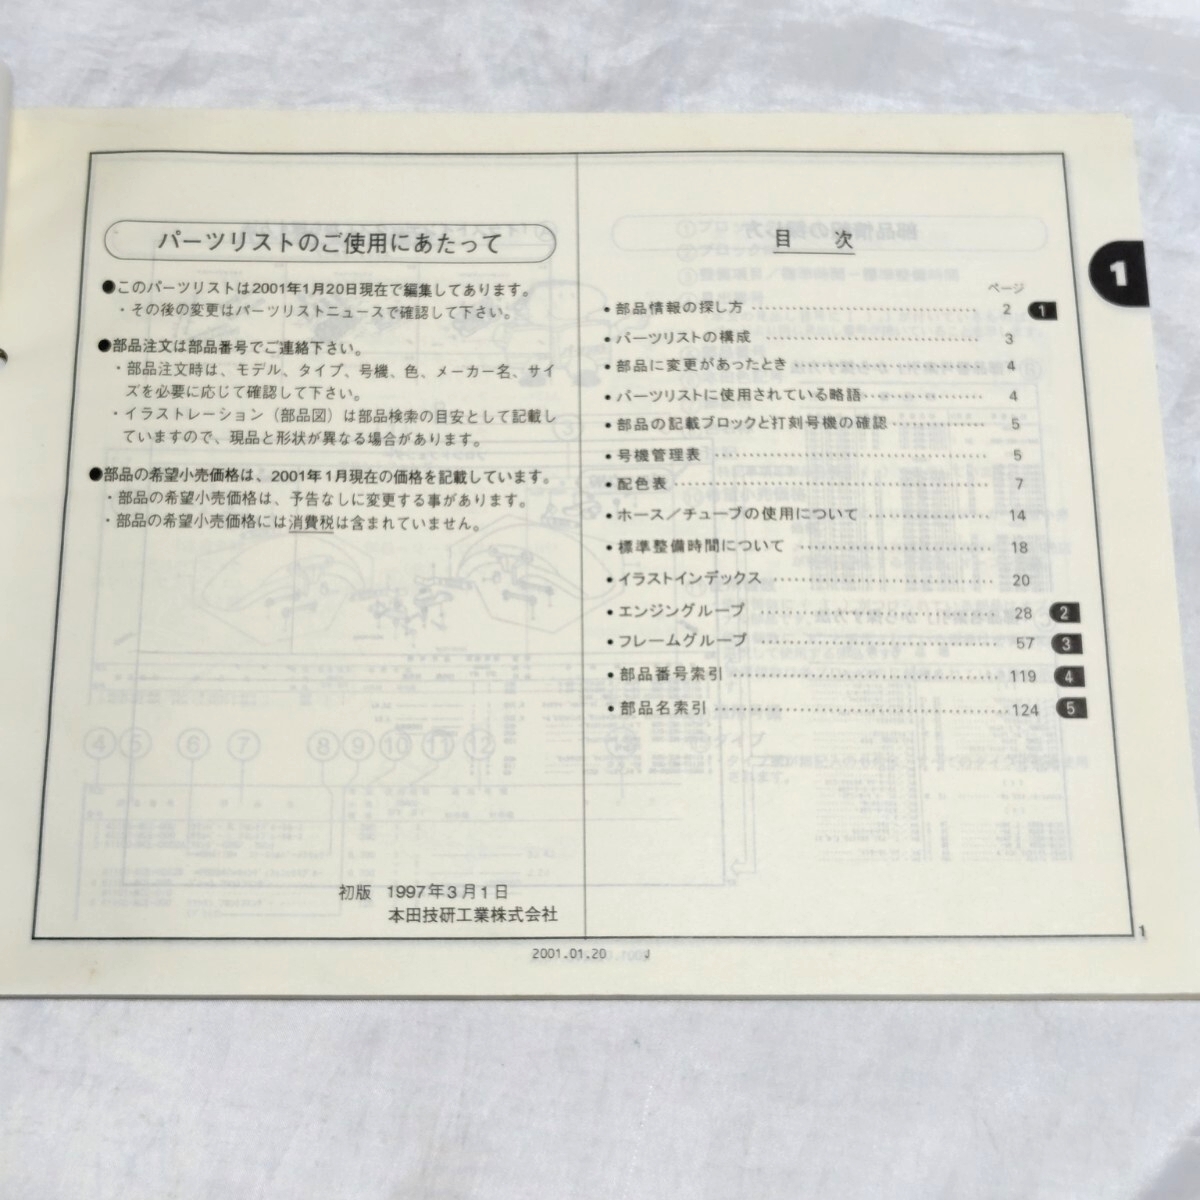 パーツリストのご使用にあたって
●このパーツリストは2001年1月20日現在で編集してあります。
・その後の変更はパーツリストニュースで確認して下さい。
●部品注文は部品番号でご連絡下さい。
・部品注文時は、モデル、タイプ、号機、色、メーカー名、サイ
ズを必要に応じて確認して下さい。
・イラストレーション（部品図）は部品検索の目安として記載し
ていますので、現品と形状が異なる場合があります。
●部品の希望小売価格は、2001年1月現在の価格を記載しています。
・部品の希望小売価格は、予告なしに変更する事があります。
・部品の希望小売価格には消費税は含まれていません。
初版 1997年3月1日
本田技研工業株式会社
目 次
ページ
・部品情報の探し方 2 1
・パーツリストの構成 3
・部品に変更があったとき 4
・パーツリストに使用されている略語 4
・部品の記載ブロックと打刻号機の確認 5
・号機管理表 5
・配色表 7
・ホース／チューブの使用について 14
・標準整備時間について 18
・イラストインデックス 20
・エンジングループ 28 2
・フレームグループ 57 3
・部品番号索引 119 4
・部品名索引 124 5
1
1
2001.01.20 J